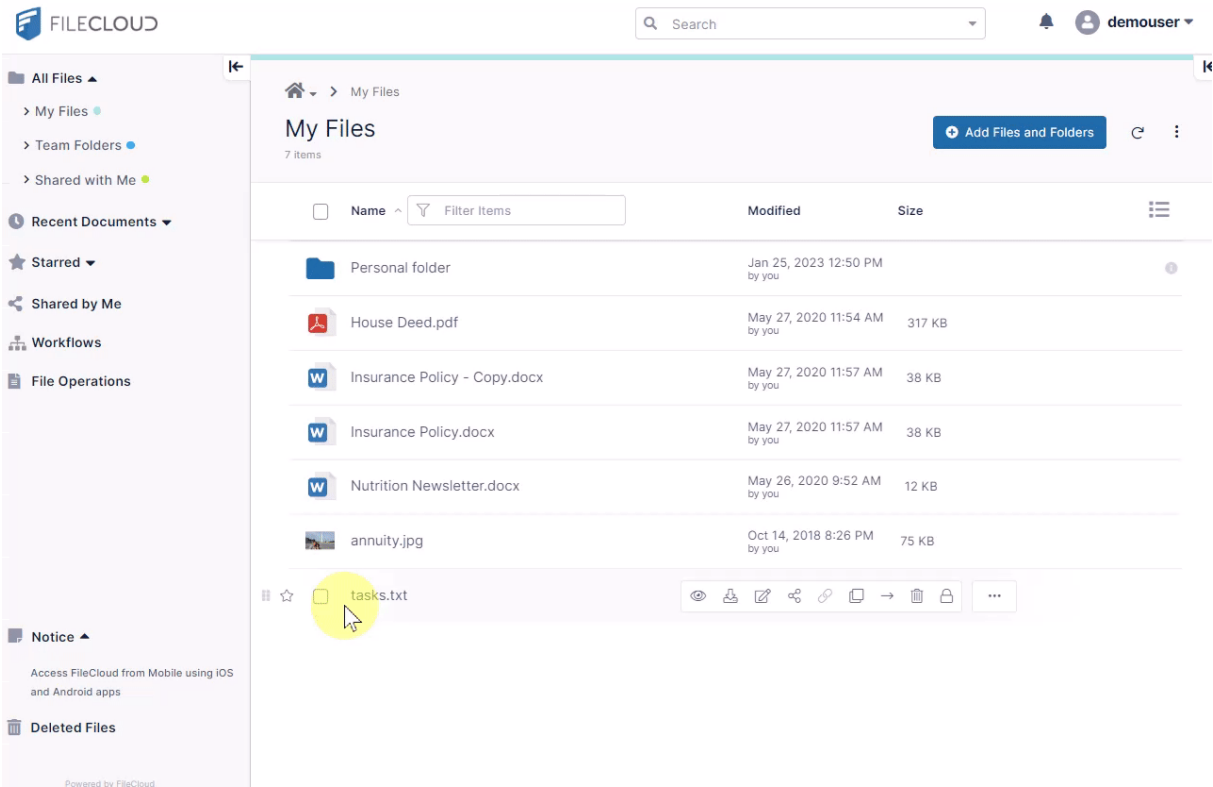 FILECLOUD
Search
demouser
All Files
My Files
Team Folders
Shared with Me
Recent Documents
Starred
Shared by Me
Workflows
File Operations
Notice
Access FileCloud from Mobile using iOS
and Android apps
Deleted Files
Powered by FileCloud
My Files
My Files
7 items
Add Files and Folders
Name Filter Items Modified Size
Personal folder Jan 25, 2023 12:50 PM
by you
House Deed.pdf May 27, 2020 11:54 AM 317 KB
by you
Insurance Policy - Copy.docx May 27, 2020 11:57 AM 38 KB
by you
Insurance Policy.docx May 27, 2020 11:57 AM 38 KB
by you
Nutrition Newsletter.docx May 26, 2020 9:52 AM 12 KB
by you
annuity.jpg Oct 14, 2018 8:26 PM 75 KB
by you
tasks.txt